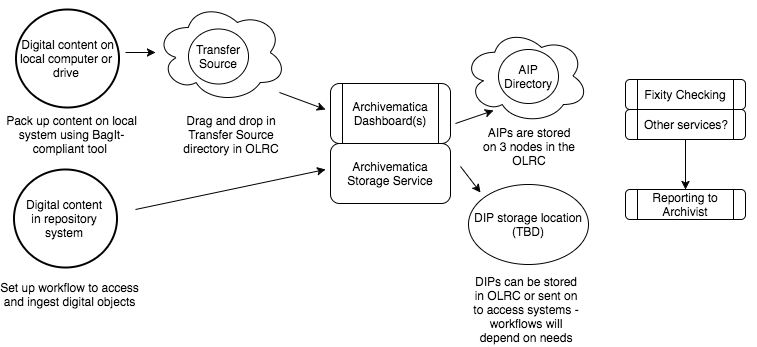 Digital content on
local computer or
drive
Pack up content on local
system using BagIt-
compliant tool
Transfer
Source
Drag and drop in
Transfer Source
directory in OLRC
Digital content
in repository
system
Set up workflow to access
and ingest digital objects
Archivematica
Dashboard(s)
Archivematica
Storage Service
AIP
Directory
AIPs are stored
on 3 nodes in the
OLRC
DIP storage location
(TBD)
DIPs can be stored
in OLRC or sent on
to access systems -
workflows will
depend on needs
Fixity Checking
Other services?
Reporting to
Archivist